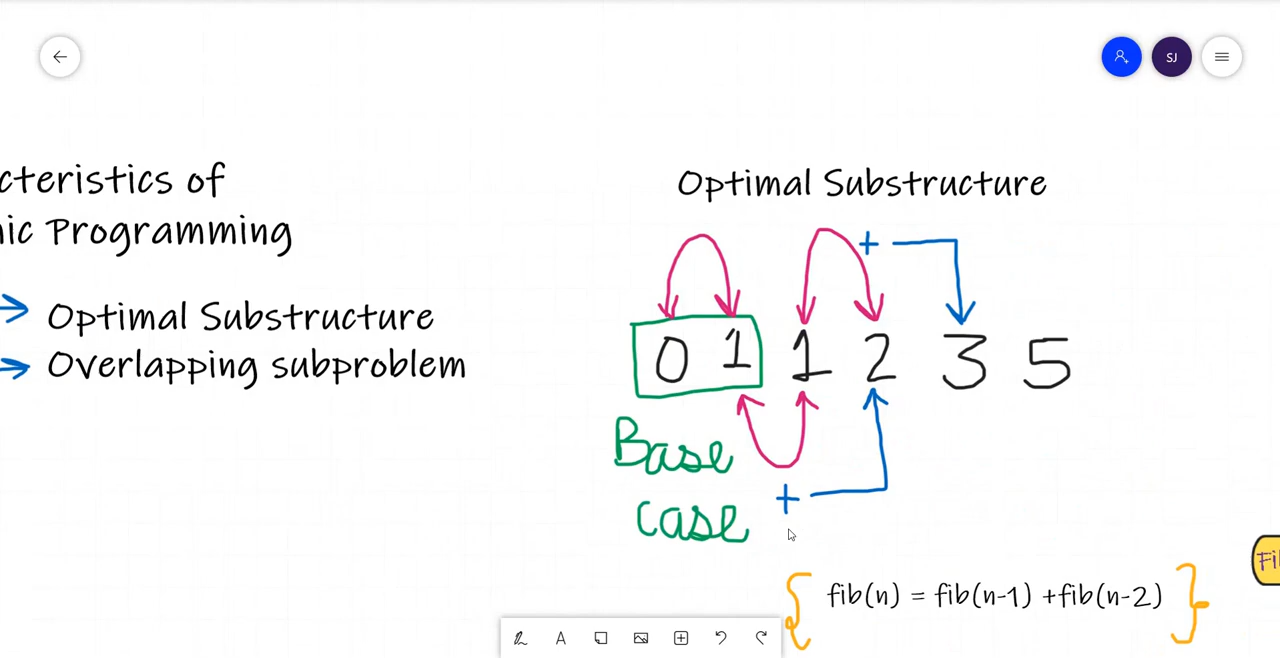 SJ
cteristics of
ic Programming
Optimal Substructure
Overlapping subproblem
Optimal Substructure
+
0 1 1 2 3 5
Base
case
+
{ fib(n) = fib(n-1) +fib(n-2) }
A